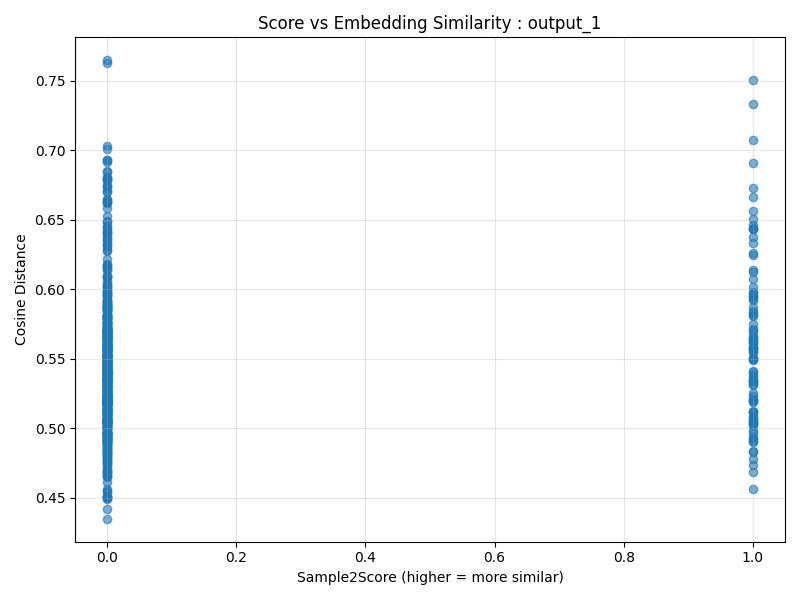 Score vs Embedding Similarity : output_1
0.75
0.70
0.65
0.60
0.55
0.50
0.45
Cosine Distance
0.0 0.2 0.4 0.6 0.8 1.0
Sample2Score (higher = more similar)